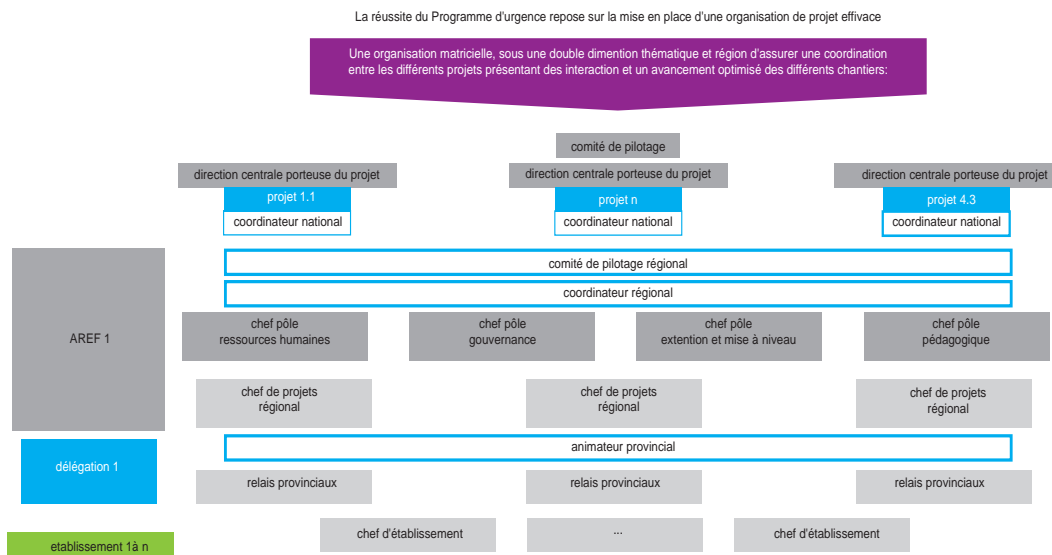 La réussite du Programme d'urgence repose sur la mise en place d'une organisation de projet effivace
Une organisation matricielle, sous une double dimention thématique et région d'assurer une coordination
entre les différents projets présentant des interaction et un avancement optimisé des différents chantiers:
comité de pilotage
direction centrale porteuse du projet
direction centrale porteuse du projet
direction centrale porteuse du projet
projet 1.1
projet n
projet 4.3
coordinateur national
coordinateur national
coordinateur national
comité de pilotage régional
coordinateur régional
AREF 1
chef pôle
ressources humaines
chef pôle
gouvernance
chef pôle
extention et mise à niveau
chef pôle
pédagogique
chef de projets
régional
chef de projets
régional
chef de projets
régional
animateur provincial
délégation 1
relais provinciaux
relais provinciaux
relais provinciaux
chef d'établissement
...
chef d'établissement
etablissement 1à n